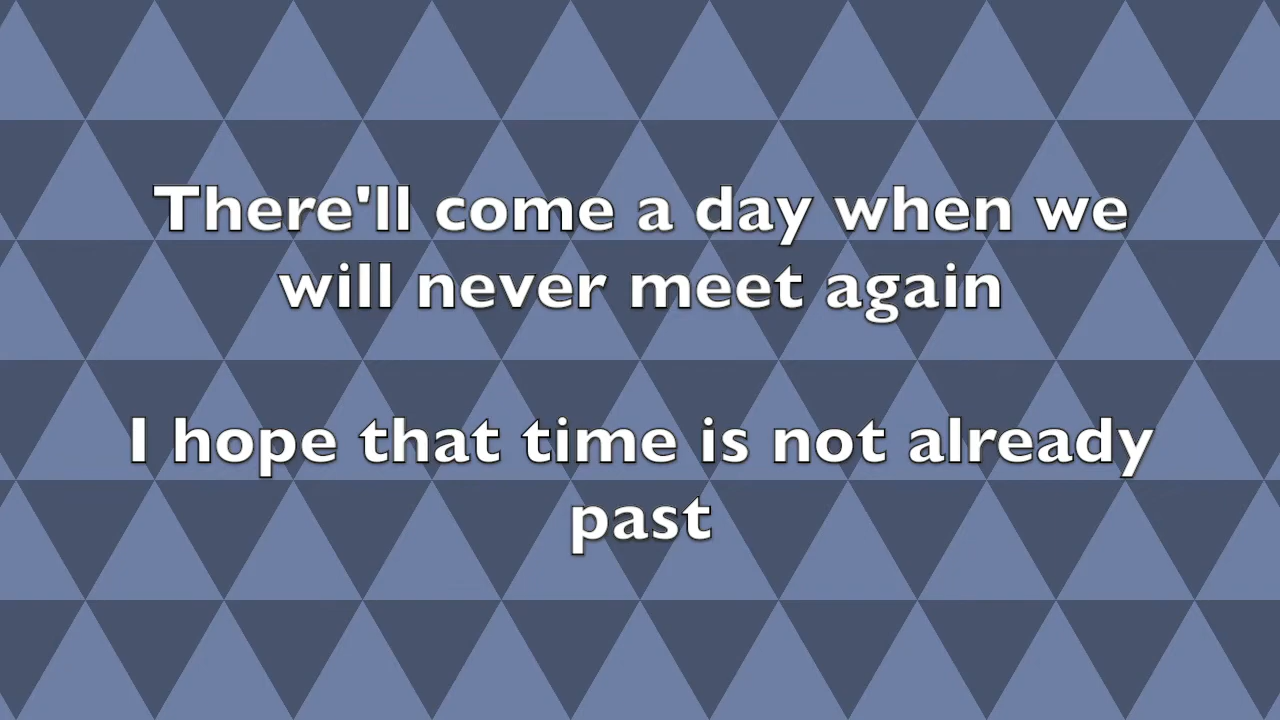 There'll come a day when we
will never meet again
I hope that time is not already
past